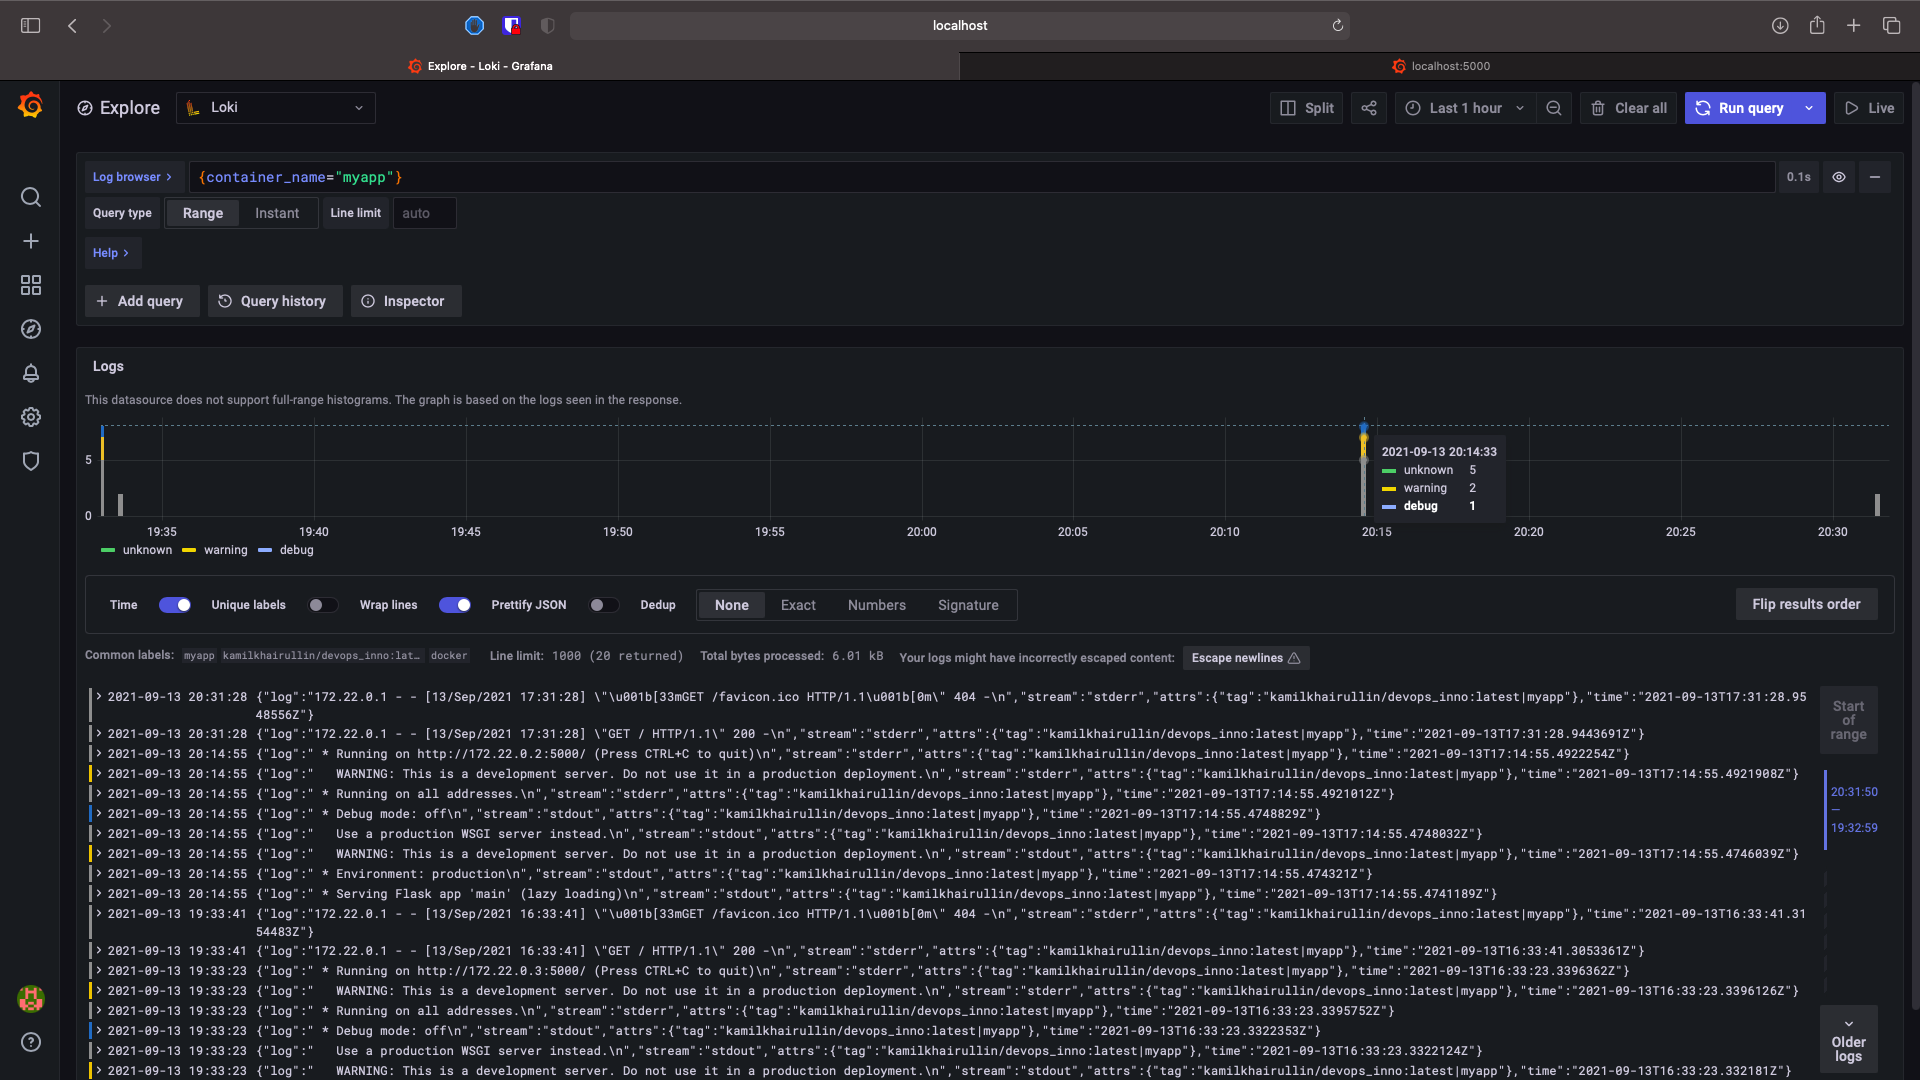 localhost
Explore - Loki - Grafana
localhost:5000
Explore
Loki
Split
Last 1 hour
Clear all
Run query
Live
Log browser >
{container_name="myapp"}
0.1s
Query type
Range
Instant
Line limit
auto
Help >
+ Add query
Query history
Inspector
Logs
This datasource does not support full-range histograms. The graph is based on the logs seen in the response.
5
0
2021-09-13 20:14:33
unknown 5
warning 2
debug 1
19:35 19:40 19:45 19:50 19:55 20:00 20:05 20:10 20:15 20:20 20:25 20:30
unknown warning debug
Time
Unique labels
Wrap lines
Prettify JSON
Dedup
None
Exact
Numbers
Signature
Flip results order
Common labels: myapp kamilkhairullin/devops_inno:lat… docker Line limit: 1000 (20 returned) Total bytes processed: 6.01 kB Your logs might have incorrectly escaped content: Escape newlines
> 2021-09-13 20:31:28 {"log":"172.22.0.1 - - [13/Sep/2021 17:31:28] \"\u001b[33mGET /favicon.ico HTTP/1.1\u001b[0m\" 404 -\n","stream":"stderr","attrs":{"tag":"kamilkhairullin/devops_inno:latest|myapp"},"time":"2021-09-13T17:31:28.95
48556Z"}
> 2021-09-13 20:31:28 {"log":"172.22.0.1 - - [13/Sep/2021 17:31:28] \"GET / HTTP/1.1\" 200 -\n","stream":"stderr","attrs":{"tag":"kamilkhairullin/devops_inno:latest|myapp"},"time":"2021-09-13T17:31:28.9443691Z"}
> 2021-09-13 20:14:55 {"log":" * Running on http://172.22.0.2:5000/ (Press CTRL+C to quit)\n","stream":"stderr","attrs":{"tag":"kamilkhairullin/devops_inno:latest|myapp"},"time":"2021-09-13T17:14:55.4922254Z"}
> 2021-09-13 20:14:55 {"log":"   WARNING: This is a development server. Do not use it in a production deployment.\n","stream":"stderr","attrs":{"tag":"kamilkhairullin/devops_inno:latest|myapp"},"time":"2021-09-13T17:14:55.4921908Z"}
> 2021-09-13 20:14:55 {"log":" * Running on all addresses.\n","stream":"stderr","attrs":{"tag":"kamilkhairullin/devops_inno:latest|myapp"},"time":"2021-09-13T17:14:55.4921012Z"}
> 2021-09-13 20:14:55 {"log":" * Debug mode: off\n","stream":"stdout","attrs":{"tag":"kamilkhairullin/devops_inno:latest|myapp"},"time":"2021-09-13T17:14:55.4748829Z"}
> 2021-09-13 20:14:55 {"log":"   Use a production WSGI server instead.\n","stream":"stdout","attrs":{"tag":"kamilkhairullin/devops_inno:latest|myapp"},"time":"2021-09-13T17:14:55.4748032Z"}
> 2021-09-13 20:14:55 {"log":"   WARNING: This is a development server. Do not use it in a production deployment.\n","stream":"stdout","attrs":{"tag":"kamilkhairullin/devops_inno:latest|myapp"},"time":"2021-09-13T17:14:55.4746039Z"}
> 2021-09-13 20:14:55 {"log":" * Environment: production\n","stream":"stdout","attrs":{"tag":"kamilkhairullin/devops_inno:latest|myapp"},"time":"2021-09-13T17:14:55.474321Z"}
> 2021-09-13 20:14:55 {"log":" * Serving Flask app 'main' (lazy loading)\n","stream":"stdout","attrs":{"tag":"kamilkhairullin/devops_inno:latest|myapp"},"time":"2021-09-13T17:14:55.4741189Z"}
> 2021-09-13 19:33:41 {"log":"172.22.0.1 - - [13/Sep/2021 16:33:41] \"\u001b[33mGET /favicon.ico HTTP/1.1\u001b[0m\" 404 -\n","stream":"stderr","attrs":{"tag":"kamilkhairullin/devops_inno:latest|myapp"},"time":"2021-09-13T16:33:41.31
54483Z"}
> 2021-09-13 19:33:41 {"log":"172.22.0.1 - - [13/Sep/2021 16:33:41] \"GET / HTTP/1.1\" 200 -\n","stream":"stderr","attrs":{"tag":"kamilkhairullin/devops_inno:latest|myapp"},"time":"2021-09-13T16:33:41.3053361Z"}
> 2021-09-13 19:33:23 {"log":" * Running on http://172.22.0.3:5000/ (Press CTRL+C to quit)\n","stream":"stderr","attrs":{"tag":"kamilkhairullin/devops_inno:latest|myapp"},"time":"2021-09-13T16:33:23.3396362Z"}
> 2021-09-13 19:33:23 {"log":"   WARNING: This is a development server. Do not use it in a production deployment.\n","stream":"stderr","attrs":{"tag":"kamilkhairullin/devops_inno:latest|myapp"},"time":"2021-09-13T16:33:23.3396126Z"}
> 2021-09-13 19:33:23 {"log":" * Running on all addresses.\n","stream":"stderr","attrs":{"tag":"kamilkhairullin/devops_inno:latest|myapp"},"time":"2021-09-13T16:33:23.3395752Z"}
> 2021-09-13 19:33:23 {"log":" * Debug mode: off\n","stream":"stdout","attrs":{"tag":"kamilkhairullin/devops_inno:latest|myapp"},"time":"2021-09-13T16:33:23.3322353Z"}
> 2021-09-13 19:33:23 {"log":"   Use a production WSGI server instead.\n","stream":"stdout","attrs":{"tag":"kamilkhairullin/devops_inno:latest|myapp"},"time":"2021-09-13T16:33:23.3322124Z"}
> 2021-09-13 19:33:23 {"log":"   WARNING: This is a development server. Do not use it in a production deployment.\n","stream":"stdout","attrs":{"tag":"kamilkhairullin/devops_inno:latest|myapp"},"time":"2021-09-13T16:33:23.332181Z"}
Start
of
range
20:31:50
—
19:32:59
Older
logs